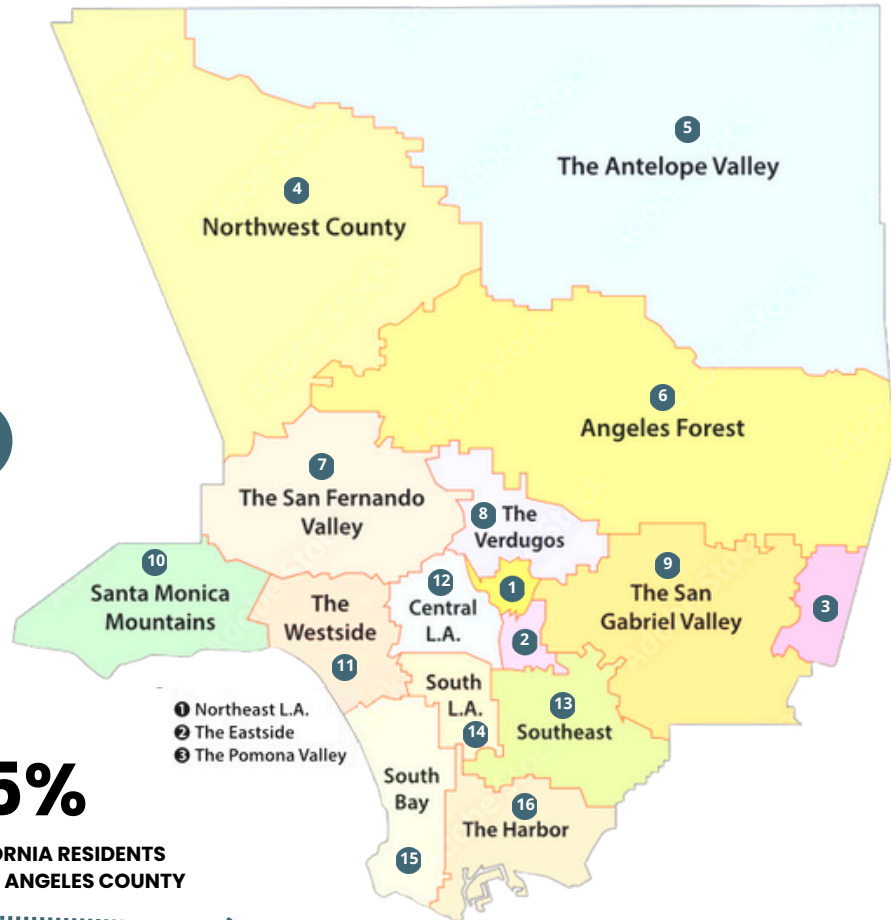 5
The Antelope Valley
4
Northwest County
6
Angeles Forest
7
The San Fernando
Valley
8 The
Verdugos
9
The San
Gabriel Valley
10
Santa Monica
Mountains
12
Central
L.A.
1
3
The
Westside
11
2
South
L.A.
14
13
Southeast
❶ Northeast L.A.
❷ The Eastside
❸ The Pomona Valley
South
Bay
15
16
The Harbor
5%
RESIDENTS
ANGELES COUNTY
Adobe Stock